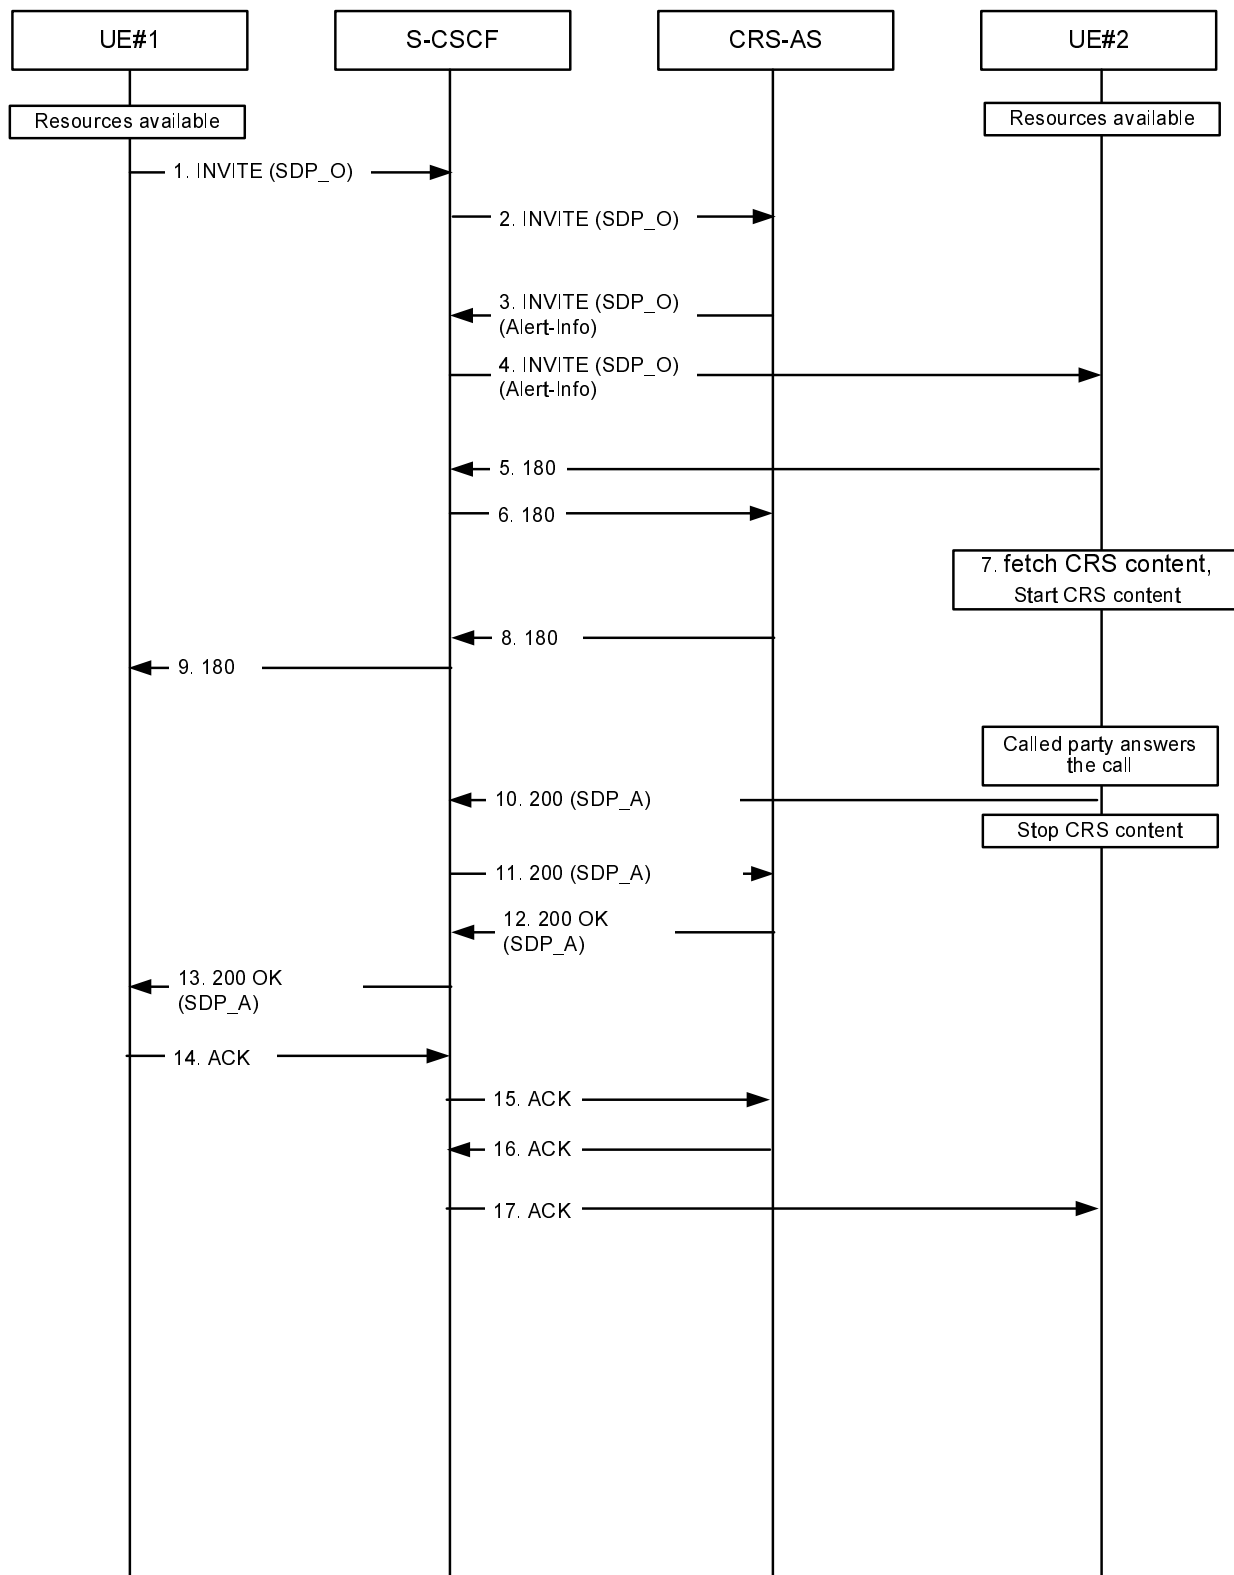 UE#1
S-CSCF
CRS-AS
UE#2
Resources available
Resources available
1. INVITE (SDP_O)
2. INVITE (SDP_O)
3. INVITE (SDP_O)
(Alert-Info)
4. INVITE (SDP_O)
(Alert-Info)
5. 180
6. 180
7. fetch CRS content,
Start CRS content
8. 180
9. 180
Called party answers
the call
10. 200 (SDP_A)
Stop CRS content
11. 200 (SDP_A)
12. 200 OK
(SDP_A)
13. 200 OK
(SDP_A)
14. ACK
15. ACK
16. ACK
17. ACK